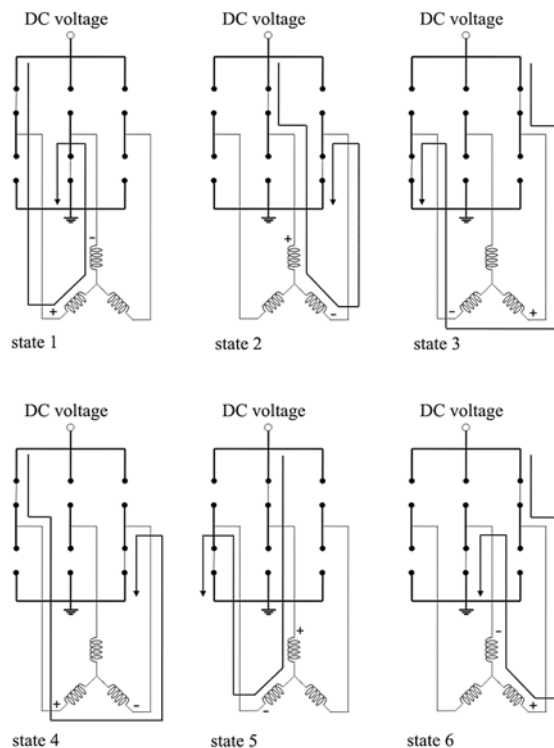 DC voltage
DC voltage
DC voltage
-
+
+
-
-
+
state 1
state 2
state 3
DC voltage
DC voltage
DC voltage
+
-
+
-
-
+
state 4
state 5
state 6